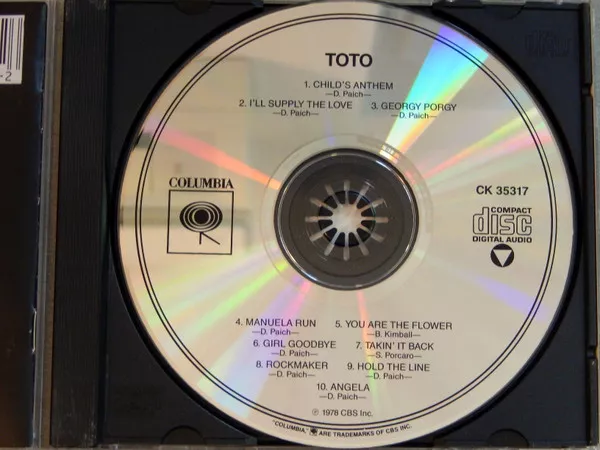 TOTO
1. CHILD'S ANTHEM
—D. Paich—
2. I'LL SUPPLY THE LOVE 3. GEORGY PORGY
—D. Paich— —D. Paich—
COLUMBIA
CK 35317
COMPACT
disc
DIGITAL AUDIO
4. MANUELA RUN 5. YOU ARE THE FLOWER
—D. Paich— —B. Kimball—
6. GIRL GOODBYE 7. TAKIN' IT BACK
—D. Paich— —S. Porcaro—
8. ROCKMAKER 9. HOLD THE LINE
—D. Paich— —D. Paich—
10. ANGELA
—D. Paich—
℗ 1978 CBS Inc.
"COLUMBIA," ARE TRADEMARKS OF CBS INC.
2